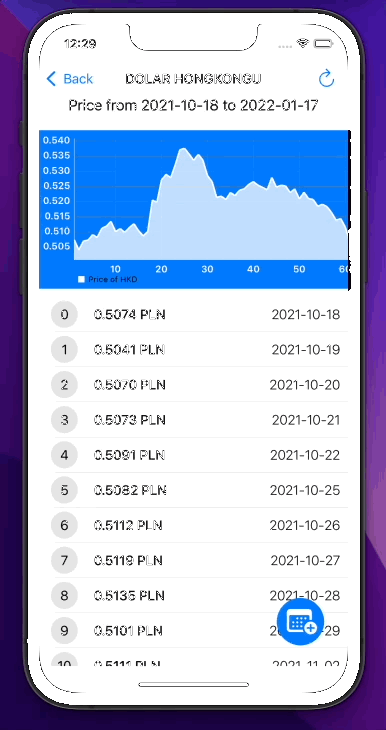 12:29
Back DOLAR HONGKONGU
Price from 2021-10-18 to 2022-01-17
0.540
0.535
0.530
0.525
0.520
0.515
0.510
0.505
10 20 30 40 50 60
Price of HKD
0 0.5074 PLN 2021-10-18
1 0.5041 PLN 2021-10-19
2 0.5070 PLN 2021-10-20
3 0.5073 PLN 2021-10-21
4 0.5091 PLN 2021-10-22
5 0.5082 PLN 2021-10-25
6 0.5112 PLN 2021-10-26
7 0.5119 PLN 2021-10-27
8 0.5135 PLN 2021-10-28
9 0.5101 PLN 29
10 0.5111 PLN 2021-11-02